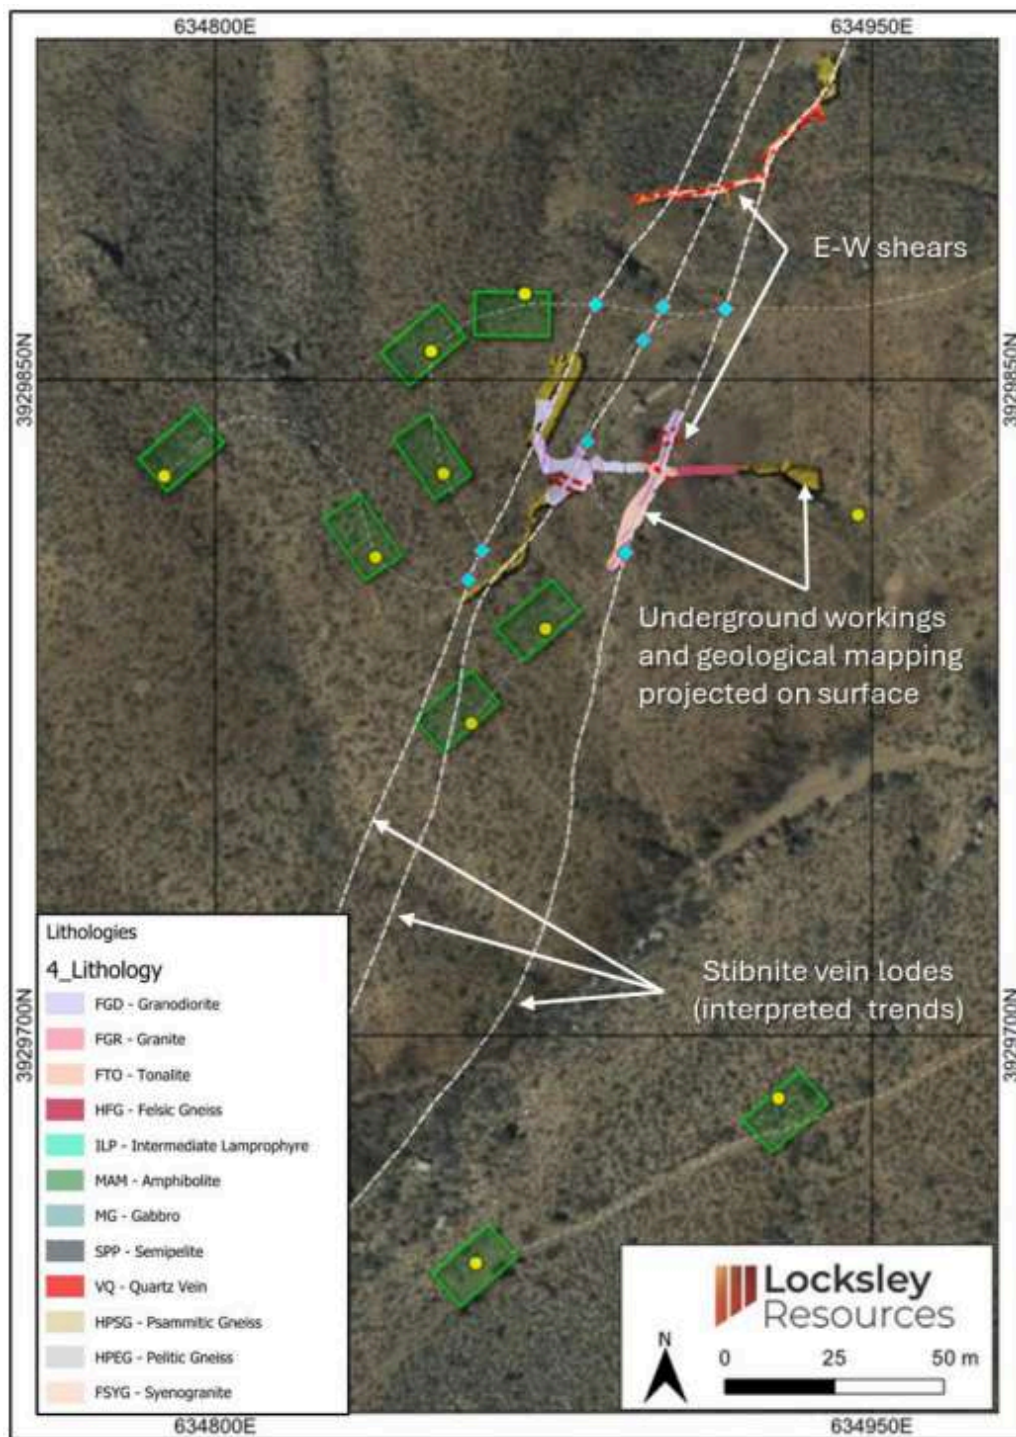 634800E
634950E
E-W shears
3929850N
3929850N
Underground workings
and geological mapping
projected on surface
Stibnite vein lodes
(interpreted trends)
3929700N
3929700N
Lithologies
4_Lithology
FGD - Granodiorite
FGR - Granite
FTO - Tonalite
HFG - Felsic Gneiss
ILP - Intermediate Lamprophyre
MAM - Amphibolite
MG - Gabbro
SPP - Semipelite
VQ - Quartz Vein
HPSG - Psammitic Gneiss
HPEG - Pelitic Gneiss
FSYG - Syenogranite
Locksley
Resources
N
0 25 50 m
634800E
634950E